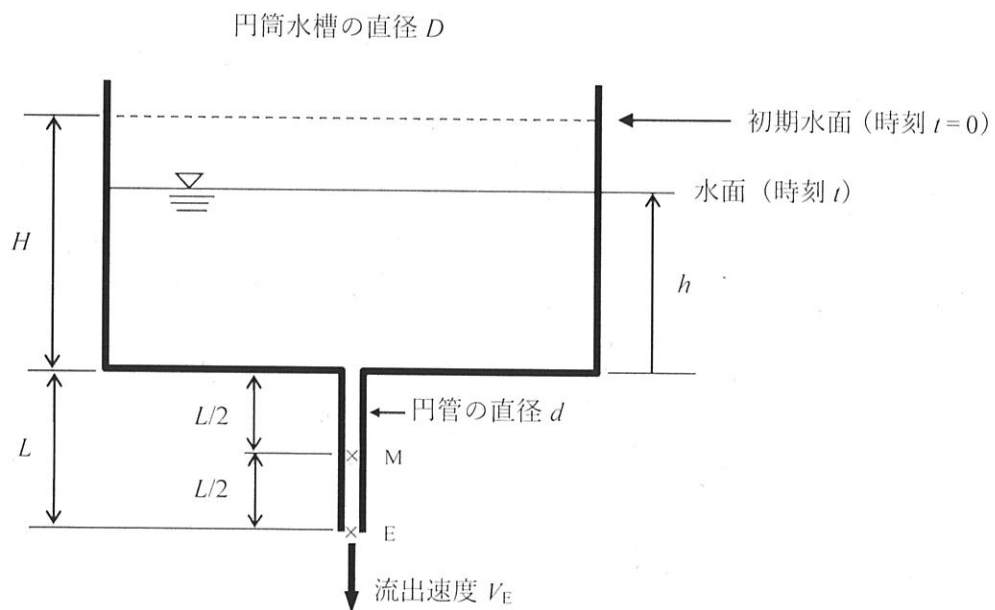 円筒水槽の直径 D
初期水面（時刻 t = 0）
水面（時刻 t）
H
h
L/2
円管の直径 d
L
M
L/2
E
流出速度 V_E